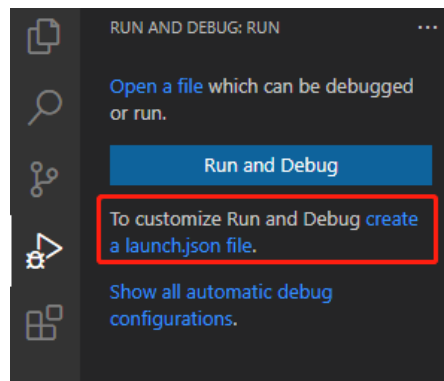 RUN AND DEBUG: RUN ...
Open a file which can be debugged
or run.
Run and Debug
To customize Run and Debug create
a launch.json file.
Show all automatic debug
configurations.